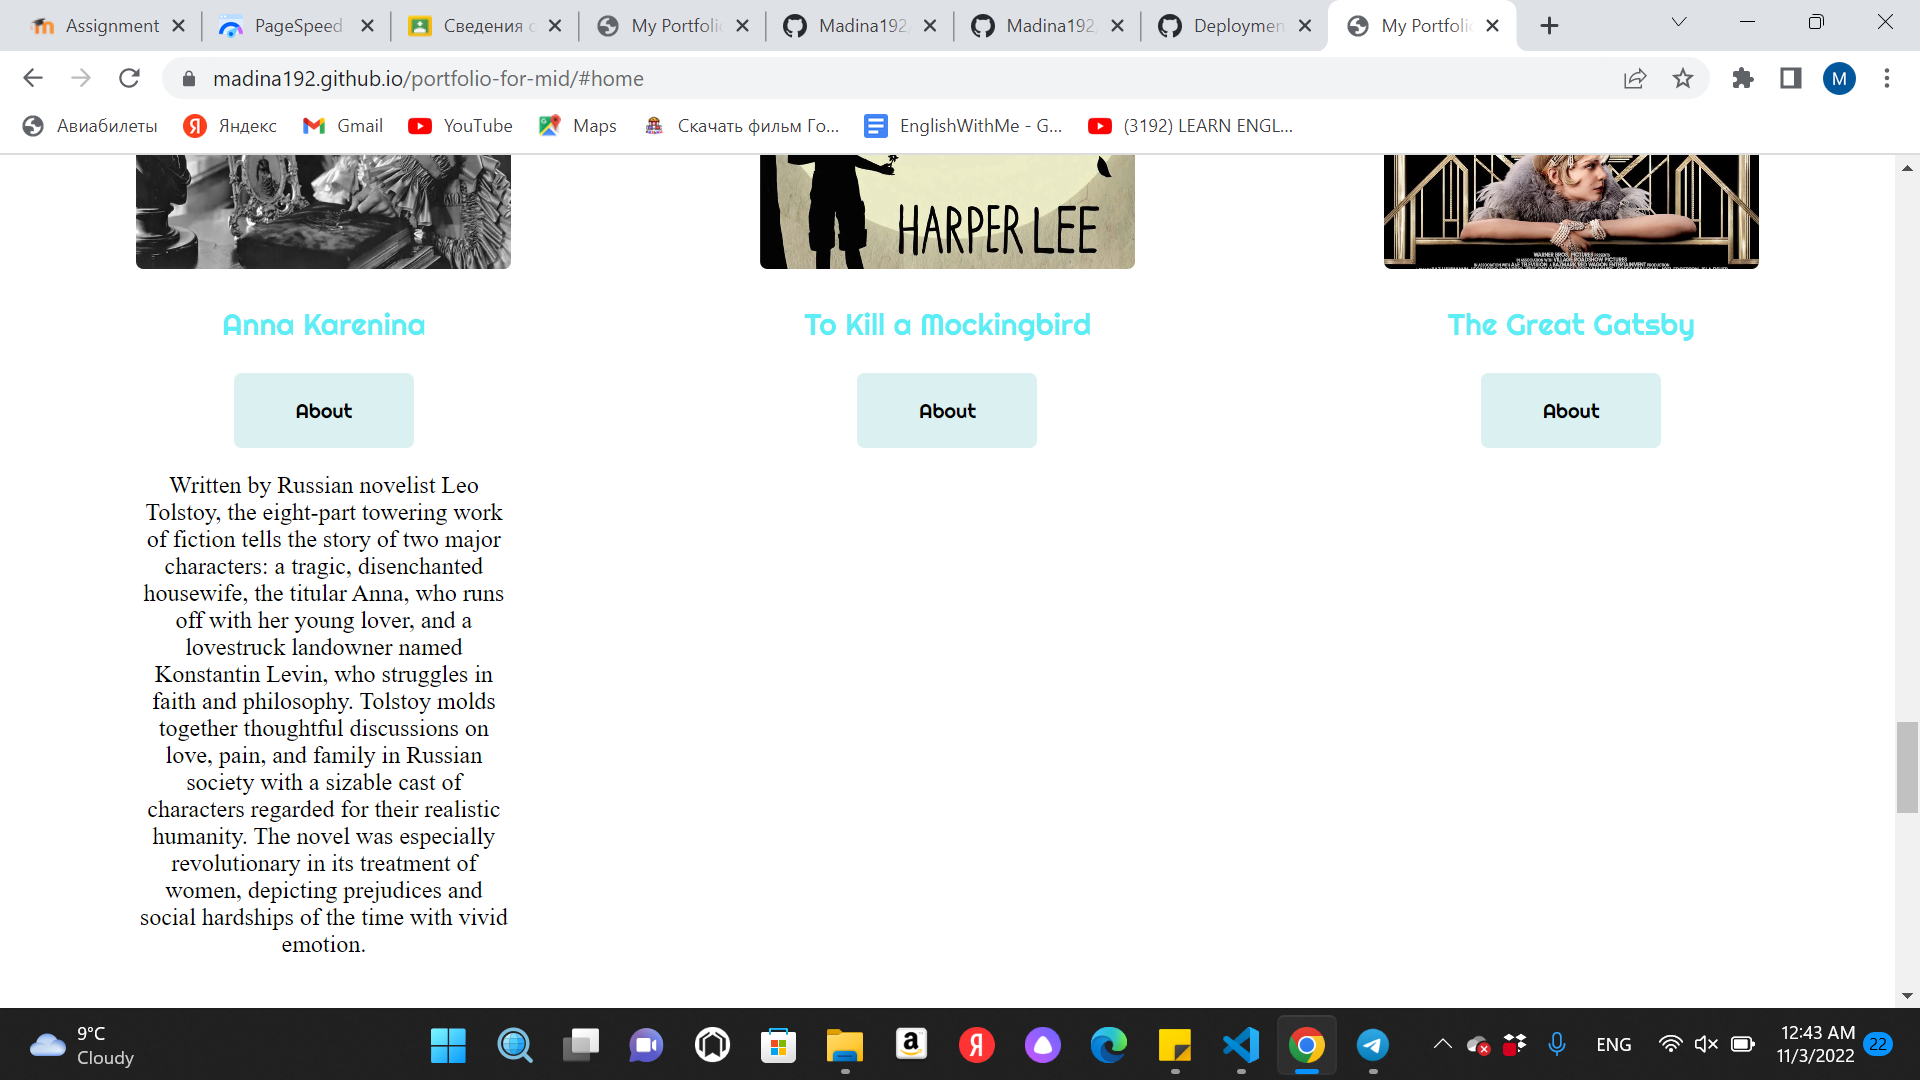 Assignment
PageSpeed
Сведения о
My Portfolio
Madina192
Madina192
Deploymen
My Portfolio
madina192.github.io/portfolio-for-mid/#home
M
Авиабилеты
Яндекс
Gmail
YouTube
Maps
Скачать фильм Го...
EnglishWithMe - G...
(3192) LEARN ENGL...
HARPER LEE
Anna Karenina
To Kill a Mockingbird
The Great Gatsby
About
About
About
Written by Russian novelist Leo
Tolstoy, the eight-part towering work
of fiction tells the story of two major
characters: a tragic, disenchanted
housewife, the titular Anna, who runs
off with her young lover, and a
lovestruck landowner named
Konstantin Levin, who struggles in
faith and philosophy. Tolstoy molds
together thoughtful discussions on
love, pain, and family in Russian
society with a sizable cast of
characters regarded for their realistic
humanity. The novel was especially
revolutionary in its treatment of
women, depicting prejudices and
social hardships of the time with vivid
emotion.
9°C
Cloudy
ENG
12:43 AM
11/3/2022
22